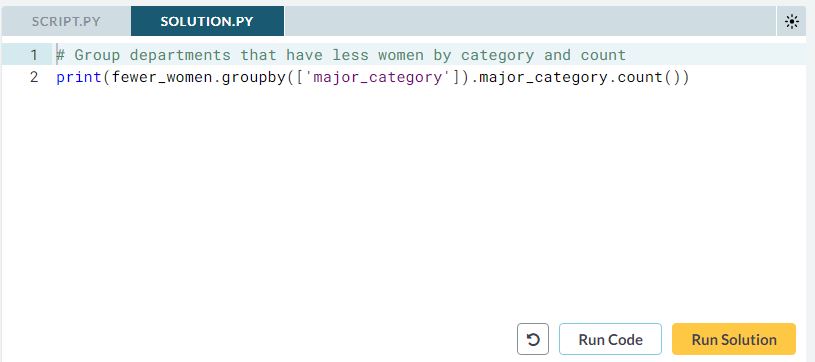 SCRIPT.PY SOLUTION.PY
1 # Group departments that have less women by category and count
2 print(fewer_women.groupby(['major_category']).major_category.count())
Run Code Run Solution